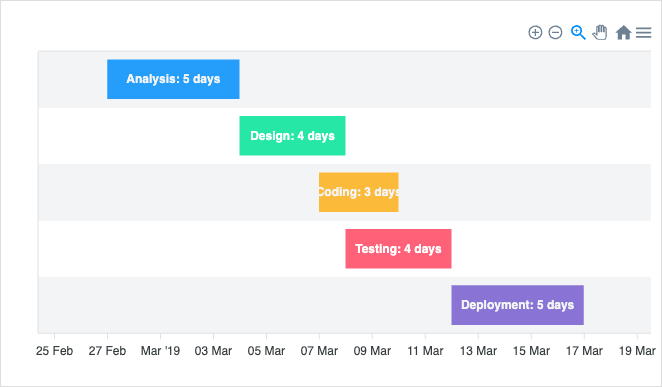 Analysis: 5 days
Design: 4 days
Coding: 3 days
Testing: 4 days
Deployment: 5 days
25 Feb 27 Feb Mar '19 03 Mar 05 Mar 07 Mar 09 Mar 11 Mar 13 Mar 15 Mar 17 Mar 19 Mar